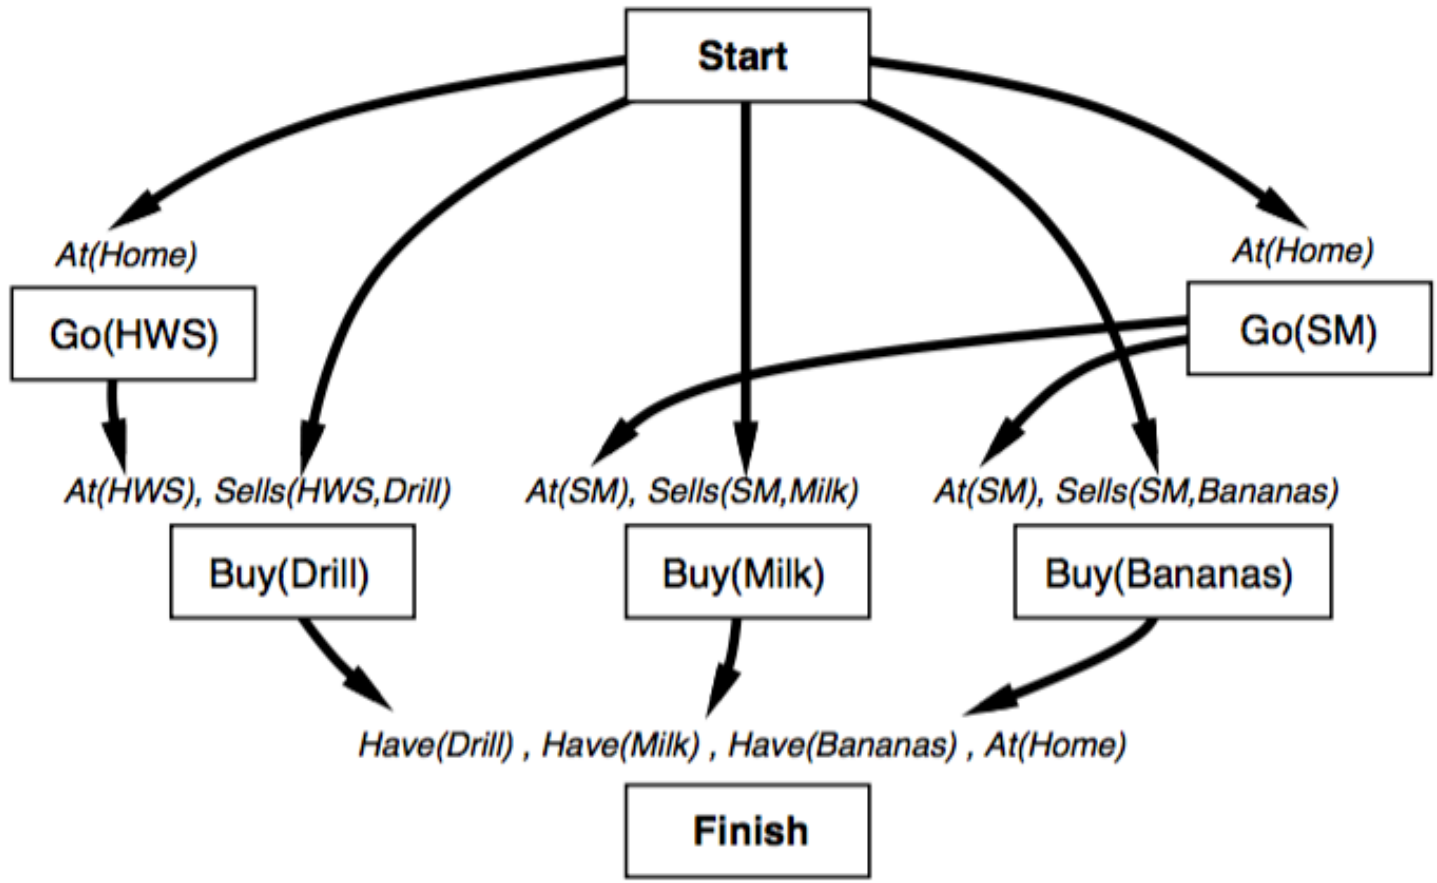 Start
At(Home)
At(Home)
Go(HWS)
Go(SM)
At(HWS), Sells(HWS,Drill)
At(SM), Sells(SM,Milk)
At(SM), Sells(SM,Bananas)
Buy(Drill)
Buy(Milk)
Buy(Bananas)
Have(Drill) , Have(Milk) , Have(Bananas) , At(Home)
Finish